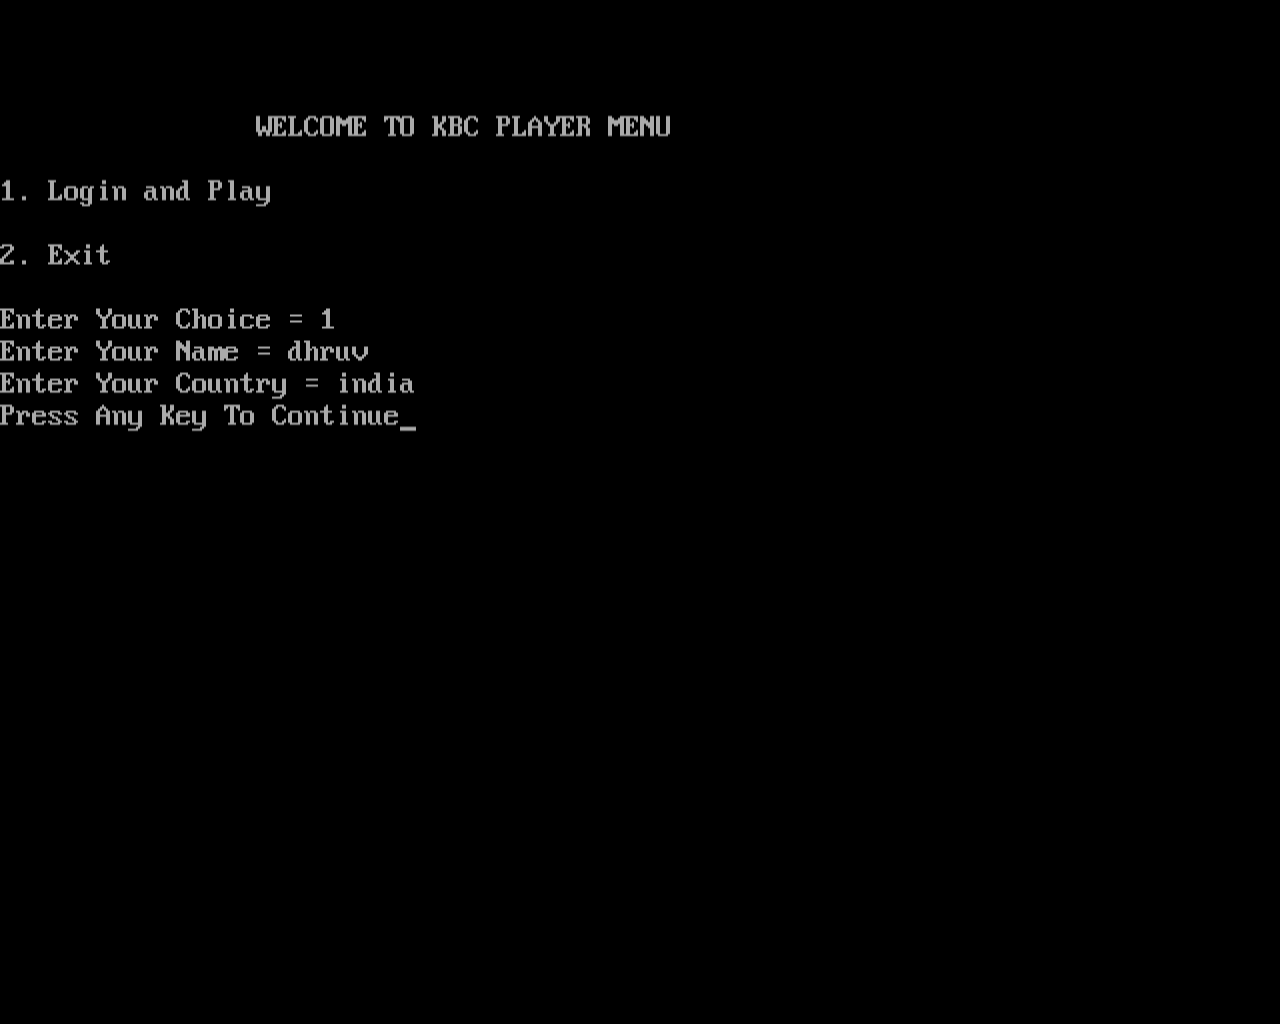 WELCOME TO KBC PLAYER MENU
1. Login and Play
2. Exit
Enter Your Choice = 1
Enter Your Name = dhruv
Enter Your Country = india
Press Any Key To Continue_